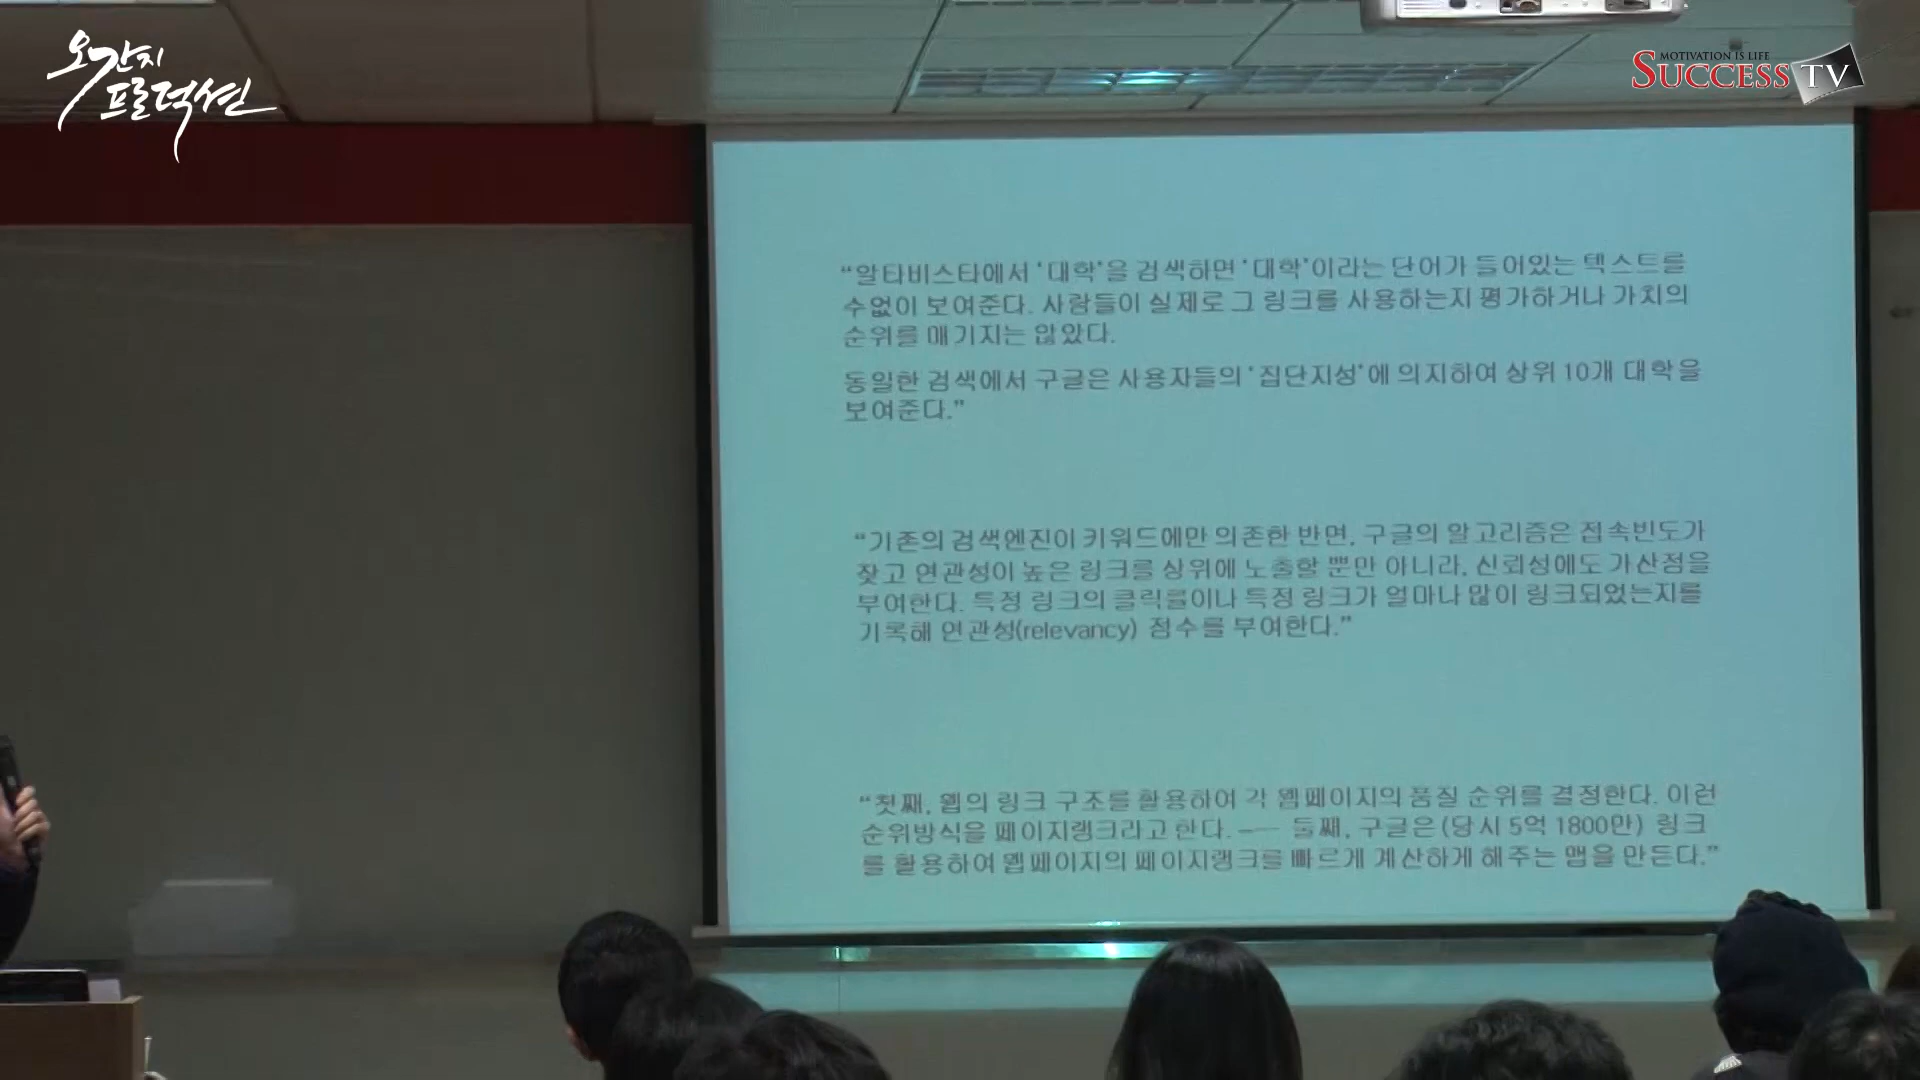 오간지
프로덕션
MOTIVATION IS LIFE
SUCCESS TV
“알타비스타에서 ‘대학’을 검색하면 ‘대학’이라는 단어가 들어있는 텍스트를
수없이 보여준다. 사람들이 실제로 그 링크를 사용하는지 평가하거나 가치의
순위를 매기지는 않았다.
동일한 검색에서 구글은 사용자들의 ‘집단지성’에 의지하여 상위 10개 대학을
보여준다.”
“기존의 검색엔진이 키워드에만 의존한 반면, 구글의 알고리즘은 접속빈도가
잦고 연관성이 높은 링크를 상위에 노출할 뿐만 아니라, 신뢰성에도 가산점을
부여한다. 특정 링크의 클릭률이나 특정 링크가 얼마나 많이 링크되었는지를
기록해 연관성(relevancy) 점수를 부여한다.”
“첫째, 웹의 링크 구조를 활용하여 각 웹페이지의 품질 순위를 결정한다. 이런
순위방식을 페이지랭크라고 한다. —— 둘째, 구글은 (당시 5억 1800만) 링크
를 활용하여 웹페이지의 페이지랭크를 빠르게 계산하게 해주는 맵을 만든다.”